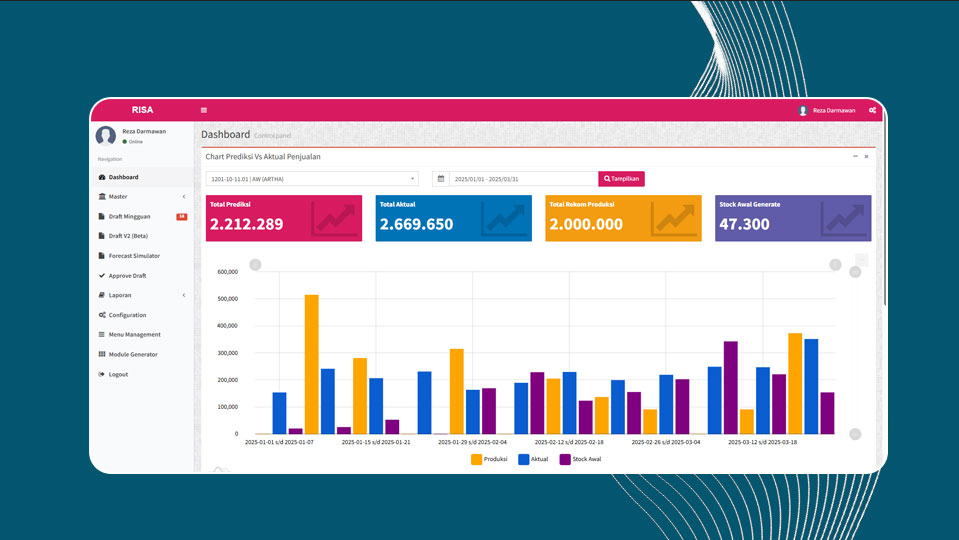 RISA
Reza Darmawan
Reza Darmawan
Online
Navigation
Dashboard
Master
Draft Mingguan
Draft V2 (Beta)
Forecast Simulator
Approve Draft
Laporan
Configuration
Menu Management
Module Generator
Logout
Dashboard Control panel
Chart Prediksi Vs Aktual Penjualan
1201-10-11.01 | AW (ARTHA)
2025/01/01 - 2025/03/31
Tampilkan
Total Prediksi
2.212.289
Total Aktual
2.669.650
Total Rekom Produksi
2.000.000
Stock Awal Generate
47.300
600,000
500,000
400,000
300,000
200,000
100,000
0
2025-01-01 s/d 2025-01-07
2025-01-15 s/d 2025-01-21
2025-01-29 s/d 2025-02-04
2025-02-12 s/d 2025-02-18
2025-02-26 s/d 2025-03-04
2025-03-12 s/d 2025-03-18
Produksi
Aktual
Stock Awal